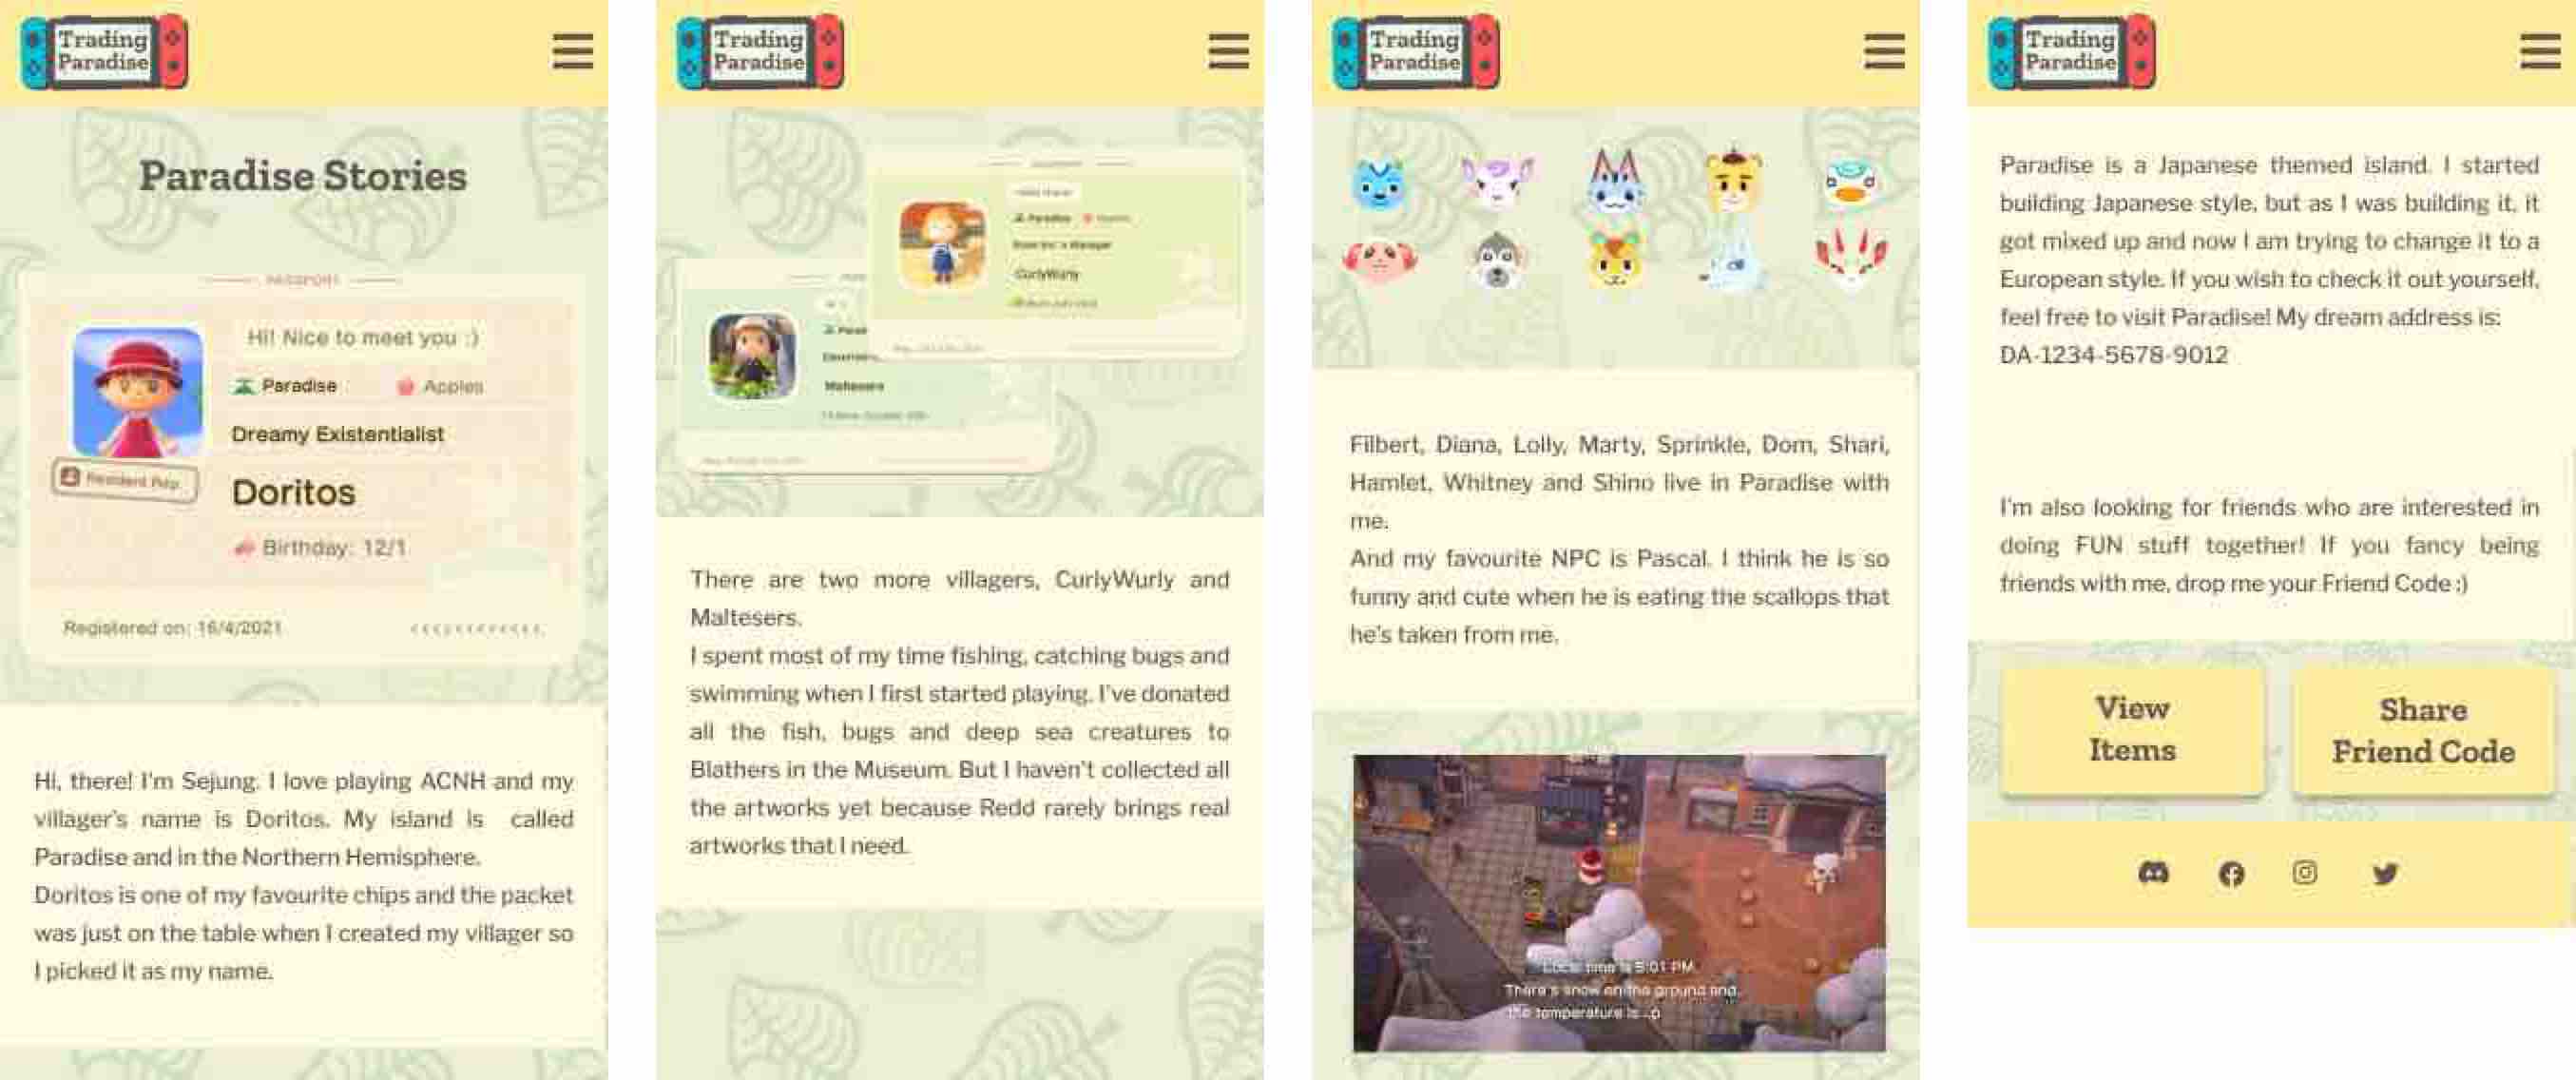 Trading
Paradise
Paradise Stories
PASSPORT
Hi! Nice to meet you :)
Paradise
Apples
Dreamy Existentialist
Resident Rep.
Doritos
Birthday: 12/1
Registered on: 16/4/2021
Hi, there! I'm Sejung. I love playing ACNH and my
villager's name is Doritos. My island is called
Paradise and in the Northern Hemisphere.
Doritos is one of my favourite chips and the packet
was just on the table when I created my villager so
I picked it as my name.
Trading
Paradise
Paradise
CurlyWurly
Maltesers
There are two more villagers, CurlyWurly and
Maltesers.
I spent most of my time fishing, catching bugs and
swimming when I first started playing. I've donated
all the fish, bugs and deep sea creatures to
Blathers in the Museum. But I haven't collected all
the artworks yet because Redd rarely brings real
artworks that I need.
Trading
Paradise
Filbert, Diana, Lolly, Marty, Sprinkle, Dom, Shari,
Hamlet, Whitney and Shino live in Paradise with
me.
And my favourite NPC is Pascal. I think he is so
funny and cute when he is eating the scallops that
he's taken from me.
Local time is 5:01 PM.
There's snow on the ground and
the temperature is...
Trading
Paradise
Paradise is a Japanese themed island. I started
building Japanese style, but as I was building it, it
got mixed up and now I am trying to change it to a
European style. If you wish to check it out yourself,
feel free to visit Paradise! My dream address is:
DA-1234-5678-9012
I'm also looking for friends who are interested in
doing FUN stuff together! If you fancy being
friends with me, drop me your Friend Code :)
View
Items
Share
Friend Code